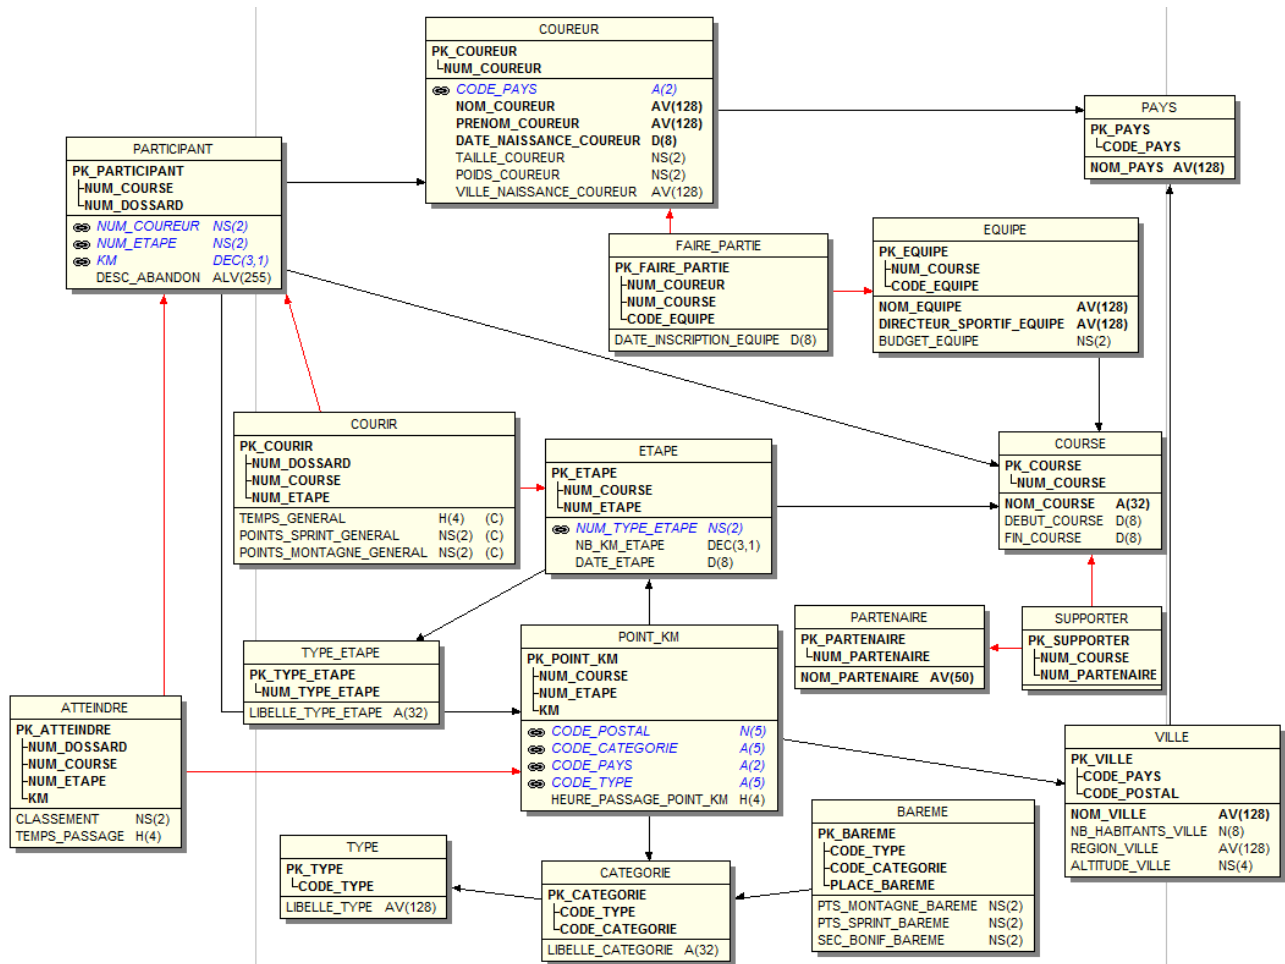 COUREUR
PK_COUREUR
NUM_COUREUR
CODE_PAYS A(2)
NOM_COUREUR AV(128)
PRENOM_COUREUR AV(128)
DATE_NAISSANCE_COUREUR D(8)
TAILLE_COUREUR NS(2)
POIDS_COUREUR NS(2)
VILLE_NAISSANCE_COUREUR AV(128)
PAYS
PK_PAYS
CODE_PAYS
NOM_PAYS AV(128)
PARTICIPANT
PK_PARTICIPANT
NUM_COURSE
NUM_DOSSARD
NUM_COUREUR NS(2)
NUM_ETAPE NS(2)
KM DEC(3,1)
DESC_ABANDON ALV(255)
FAIRE_PARTIE
PK_FAIRE_PARTIE
NUM_COUREUR
NUM_COURSE
CODE_EQUIPE
DATE_INSCRIPTION_EQUIPE D(8)
EQUIPE
PK_EQUIPE
NUM_COURSE
CODE_EQUIPE
NOM_EQUIPE AV(128)
DIRECTEUR_SPORTIF_EQUIPE AV(128)
BUDGET_EQUIPE NS(2)
COURIR
PK_COURIR
NUM_DOSSARD
NUM_COURSE
NUM_ETAPE
TEMPS_GENERAL H(4) (C)
POINTS_SPRINT_GENERAL NS(2) (C)
POINTS_MONTAGNE_GENERAL NS(2) (C)
ETAPE
PK_ETAPE
NUM_COURSE
NUM_ETAPE
NUM_TYPE_ETAPE NS(2)
NB_KM_ETAPE DEC(3,1)
DATE_ETAPE D(8)
COURSE
PK_COURSE
NUM_COURSE
NOM_COURSE A(32)
DEBUT_COURSE D(8)
FIN_COURSE D(8)
PARTENAIRE
PK_PARTENAIRE
NUM_PARTENAIRE
NOM_PARTENAIRE AV(50)
SUPPORTER
PK_SUPPORTER
NUM_COURSE
NUM_PARTENAIRE
TYPE_ETAPE
PK_TYPE_ETAPE
NUM_TYPE_ETAPE
LIBELLE_TYPE_ETAPE A(32)
POINT_KM
PK_POINT_KM
NUM_COURSE
NUM_ETAPE
KM
CODE_POSTAL N(5)
CODE_CATEGORIE A(5)
CODE_PAYS A(2)
CODE_TYPE A(5)
HEURE_PASSAGE_POINT_KM H(4)
ATTEINDRE
PK_ATTEINDRE
NUM_DOSSARD
NUM_COURSE
NUM_ETAPE
KM
CLASSEMENT NS(2)
TEMPS_PASSAGE H(4)
VILLE
PK_VILLE
CODE_PAYS
CODE_POSTAL
NOM_VILLE AV(128)
NB_HABITANTS_VILLE N(8)
REGION_VILLE AV(128)
ALTITUDE_VILLE NS(4)
TYPE
PK_TYPE
CODE_TYPE
LIBELLE_TYPE AV(128)
CATEGORIE
PK_CATEGORIE
CODE_TYPE
CODE_CATEGORIE
LIBELLE_CATEGORIE A(32)
BAREME
PK_BAREME
CODE_TYPE
CODE_CATEGORIE
PLACE_BAREME
PTS_MONTAGNE_BAREME NS(2)
PTS_SPRINT_BAREME NS(2)
SEC_BONIF_BAREME NS(2)